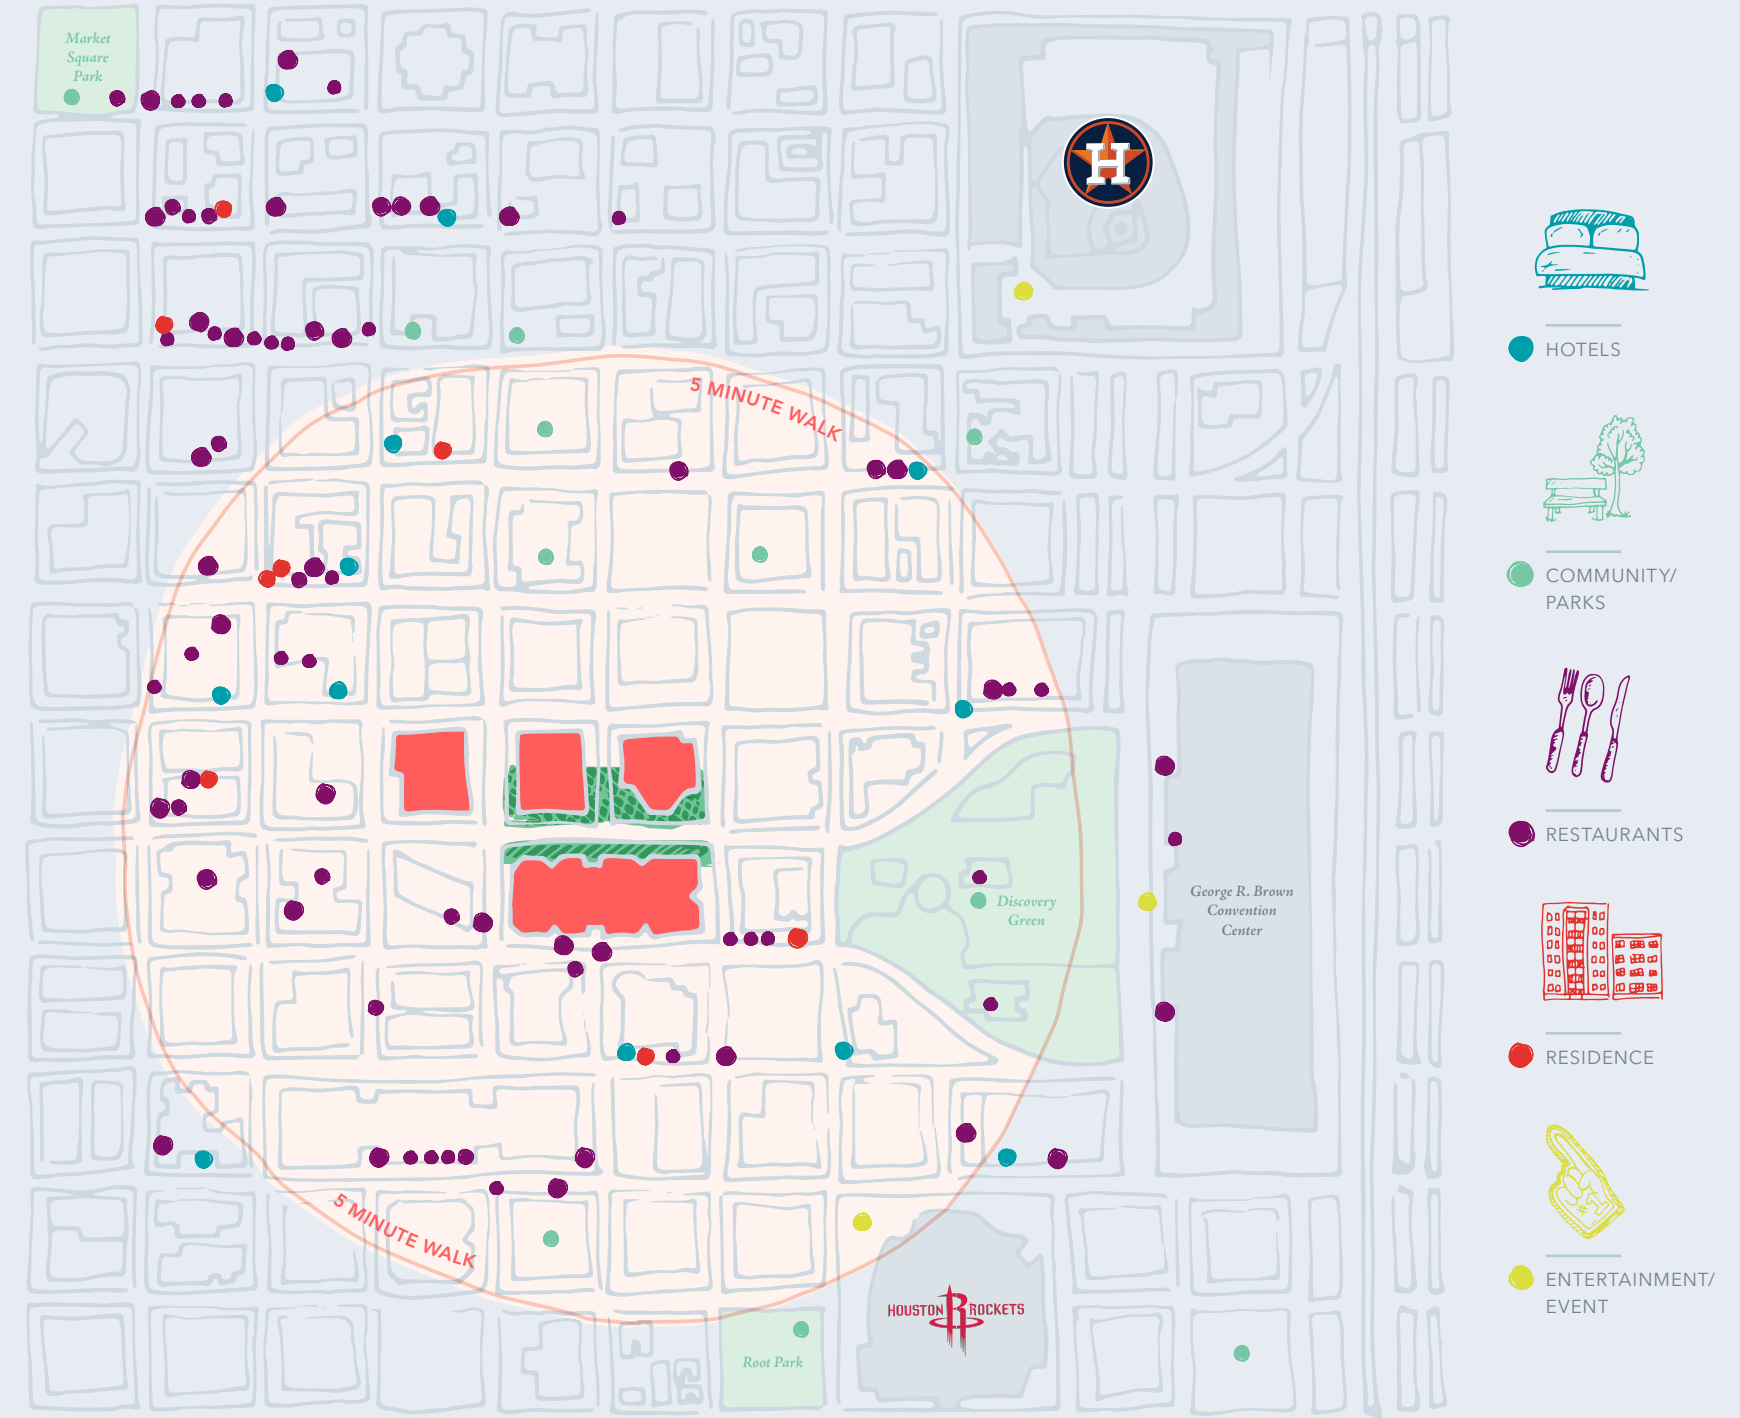 Market
Square
Park
H
5 MINUTE WALK
HOTELS
COMMUNITY/
PARKS
RESTAURANTS
George R. Brown
Convention
Center
Discovery
Green
RESIDENCE
5 MINUTE WALK
#1
ENTERTAINMENT/
EVENT
HOUSTON R ROCKETS
Root Park